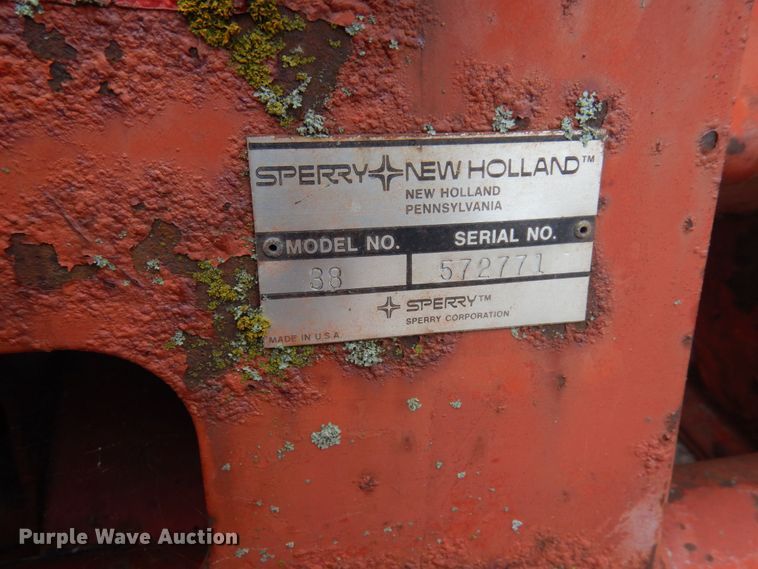 SPERRY NEW HOLLAND™
NEW HOLLAND
PENNSYLVANIA
MODEL NO. SERIAL NO.
38 572771
SPERRY™
SPERRY CORPORATION
MADE IN U.S.A.
Purple Wave Auction